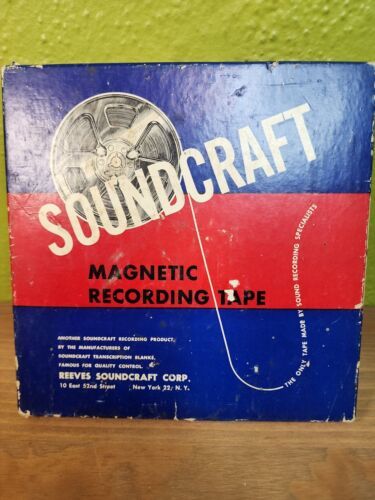 SOUNDCRAFT
MAGNETIC
RECORDING TAPE
THE ONLY TAPE MADE BY SOUND RECORDING SPECIALISTS
ANOTHER SOUNDCRAFT RECORDING PRODUCT,
BY THE MANUFACTURERS OF
SOUNDCRAFT TRANSCRIPTION BLANKS,
FAMOUS FOR QUALITY CONTROL.
REEVES SOUNDCRAFT CORP.
10 East 52nd Street New York 22, N. Y.